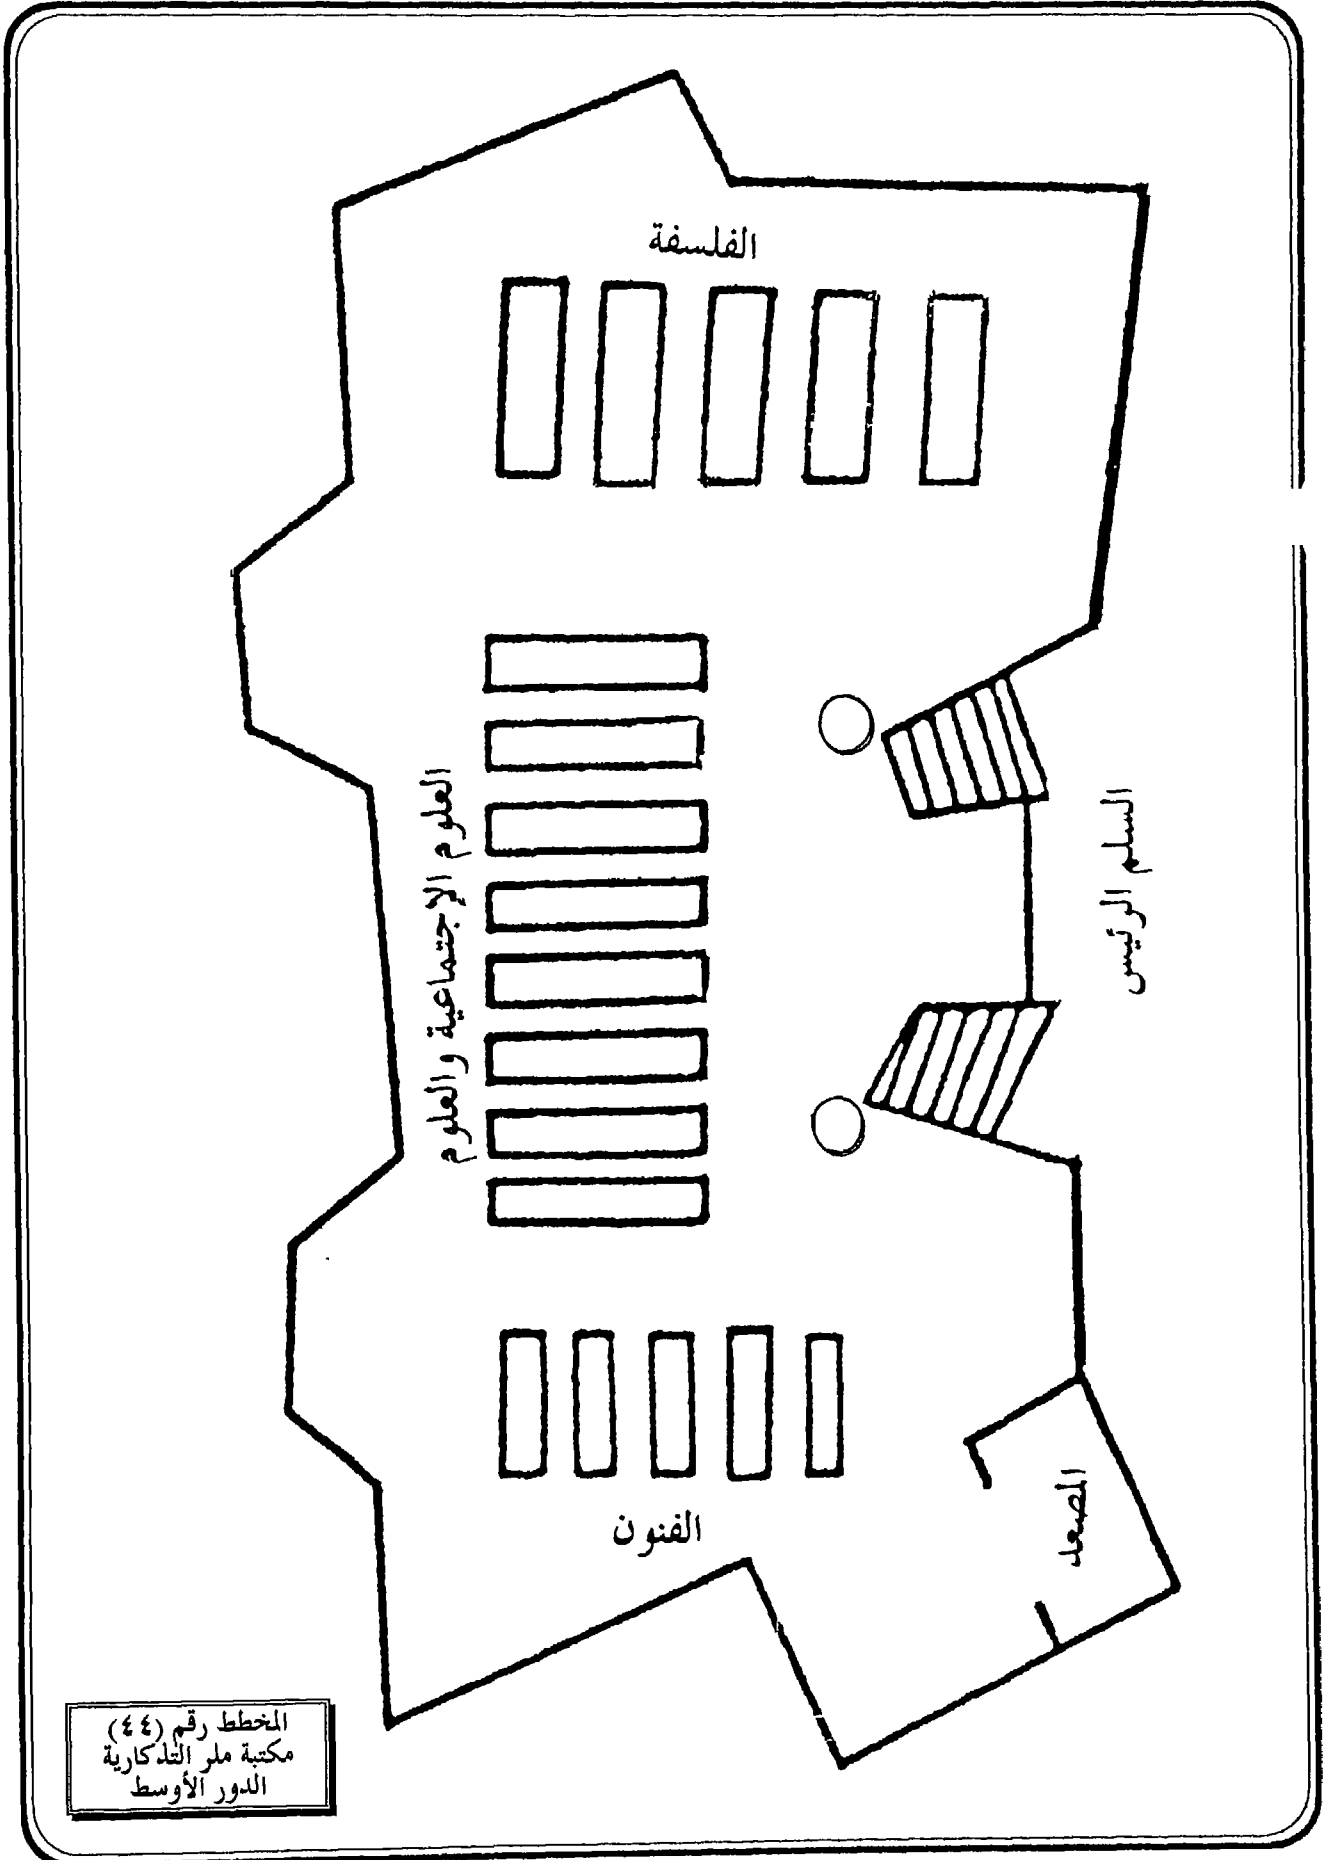 الفلسفة
العلوم الإجتماعية والعلوم
السلم الرئيس
المصعد
الفنون
المخطط رقم (٤٤)
مكتبة ملر التذكارية
الدور الأوسط